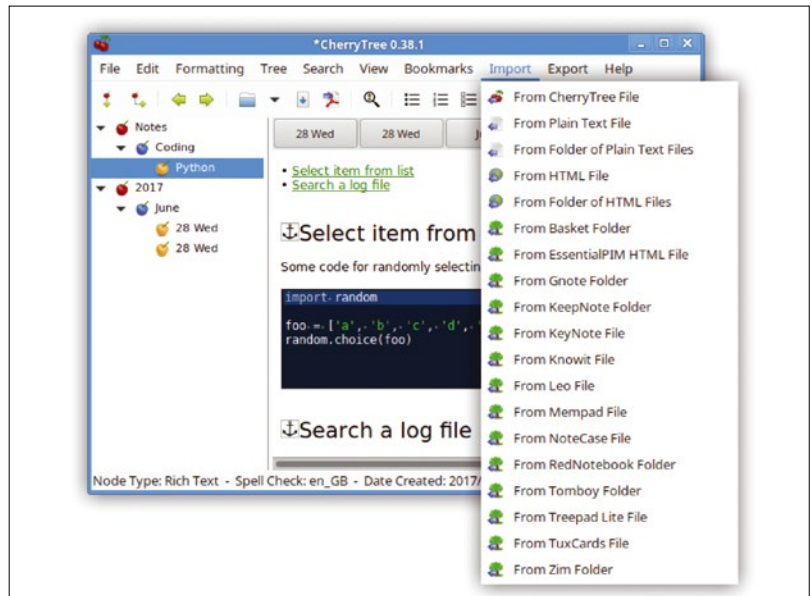 *CherryTree 0.38.1
File Edit Formatting Tree Search View Bookmarks Import Export Help
Notes
Coding
Python
2017
June
28 Wed
28 Wed
28 Wed 28 Wed
• Select item from list
• Search a log file
Select item from
Some code for randomly selectin
import random
foo = ['a', 'b', 'c', 'd',
random.choice(foo)
Search a log file
Node Type: Rich Text - Spell Check: en_GB - Date Created: 2017/
From CherryTree File
From Plain Text File
From Folder of Plain Text Files
From HTML File
From Folder of HTML Files
From Basket Folder
From EssentialPIM HTML File
From Gnote Folder
From KeepNote Folder
From KeyNote File
From Knowit File
From Leo File
From Mempad File
From NoteCase File
From RedNotebook Folder
From Tomboy Folder
From Treepad Lite File
From TuxCards File
From Zim Folder